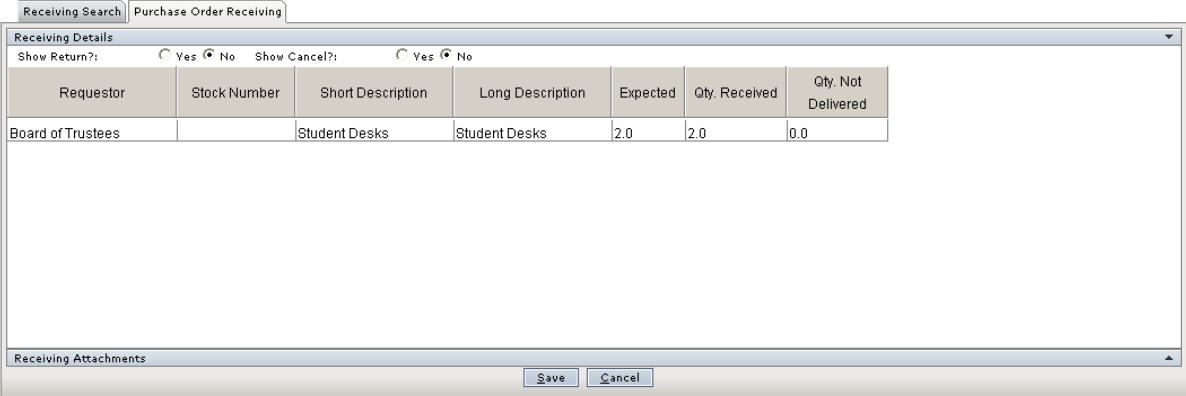 Receiving Search Purchase Order Receiving
Receiving Details
Show Return?: Yes No Show Cancel?: Yes No
Requestor Stock Number Short Description Long Description Expected Qty. Received Qty. Not Delivered
Board of Trustees Student Desks Student Desks 2.0 2.0 0.0
Receiving Attachments
Save Cancel